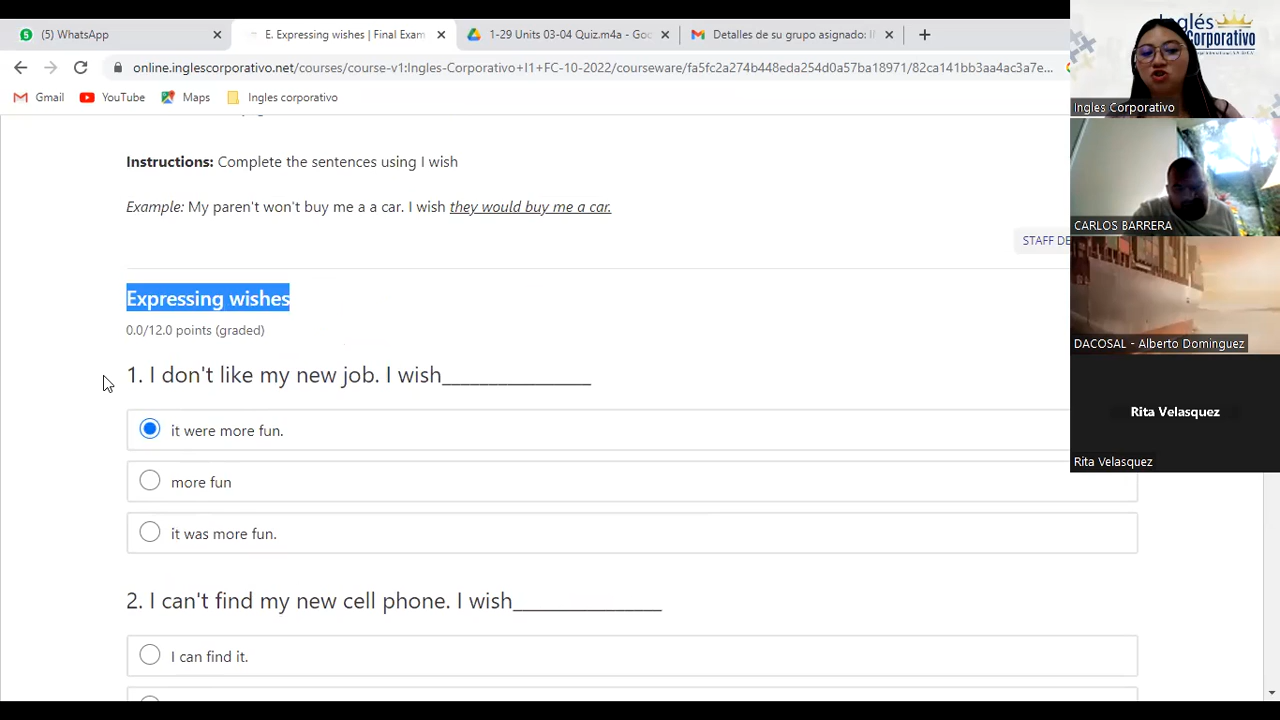 (5) WhatsApp
E. Expressing wishes | Final Exam
1-29 Units 03-04 Quiz.m4a - Goo
Detalles de su grupo asignado: I
online.inglescorporativo.net/courses/course-v1:Ingles-Corporativo+I11-FC-10-2022/courseware/fa5fc2a274b448eda254d0a57ba18971/82ca141bb3aa4ac3a7e...
Gmail
YouTube
Maps
Ingles corporativo
Instructions: Complete the sentences using I wish
Example: My paren't won't buy me a a car. I wish they would buy me a car.
STAFF DE
Expressing wishes
0.0/12.0 points (graded)
1. I don't like my new job. I wish________________
it were more fun.
more fun
it was more fun.
2. I can't find my new cell phone. I wish________________
I can find it.
Inglés
Corporativo
Ingles Corporativo
CARLOS BARRERA
DACOSAL - Alberto Domínguez
Rita Velasquez
Rita Velasquez